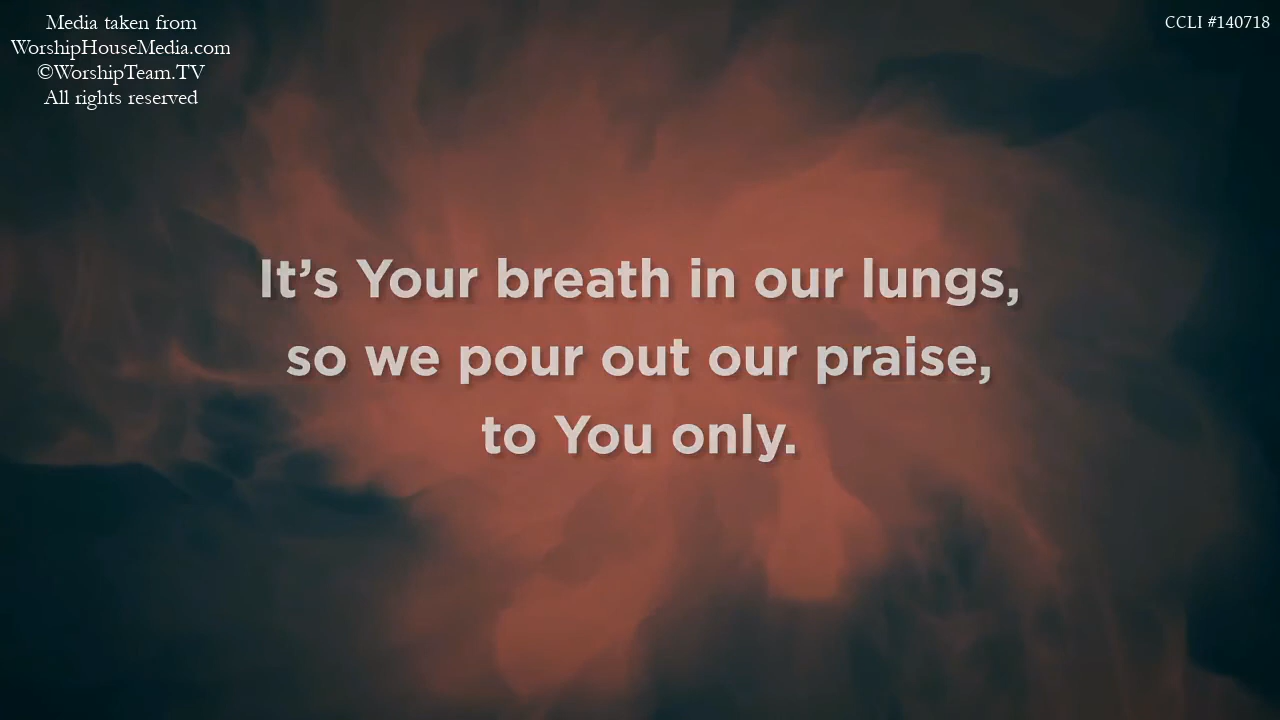 Media taken from
WorshipHouseMedia.com
©WorshipTeam.TV
All rights reserved
CCLI #140718
It’s Your breath in our lungs,
so we pour out our praise,
to You only.